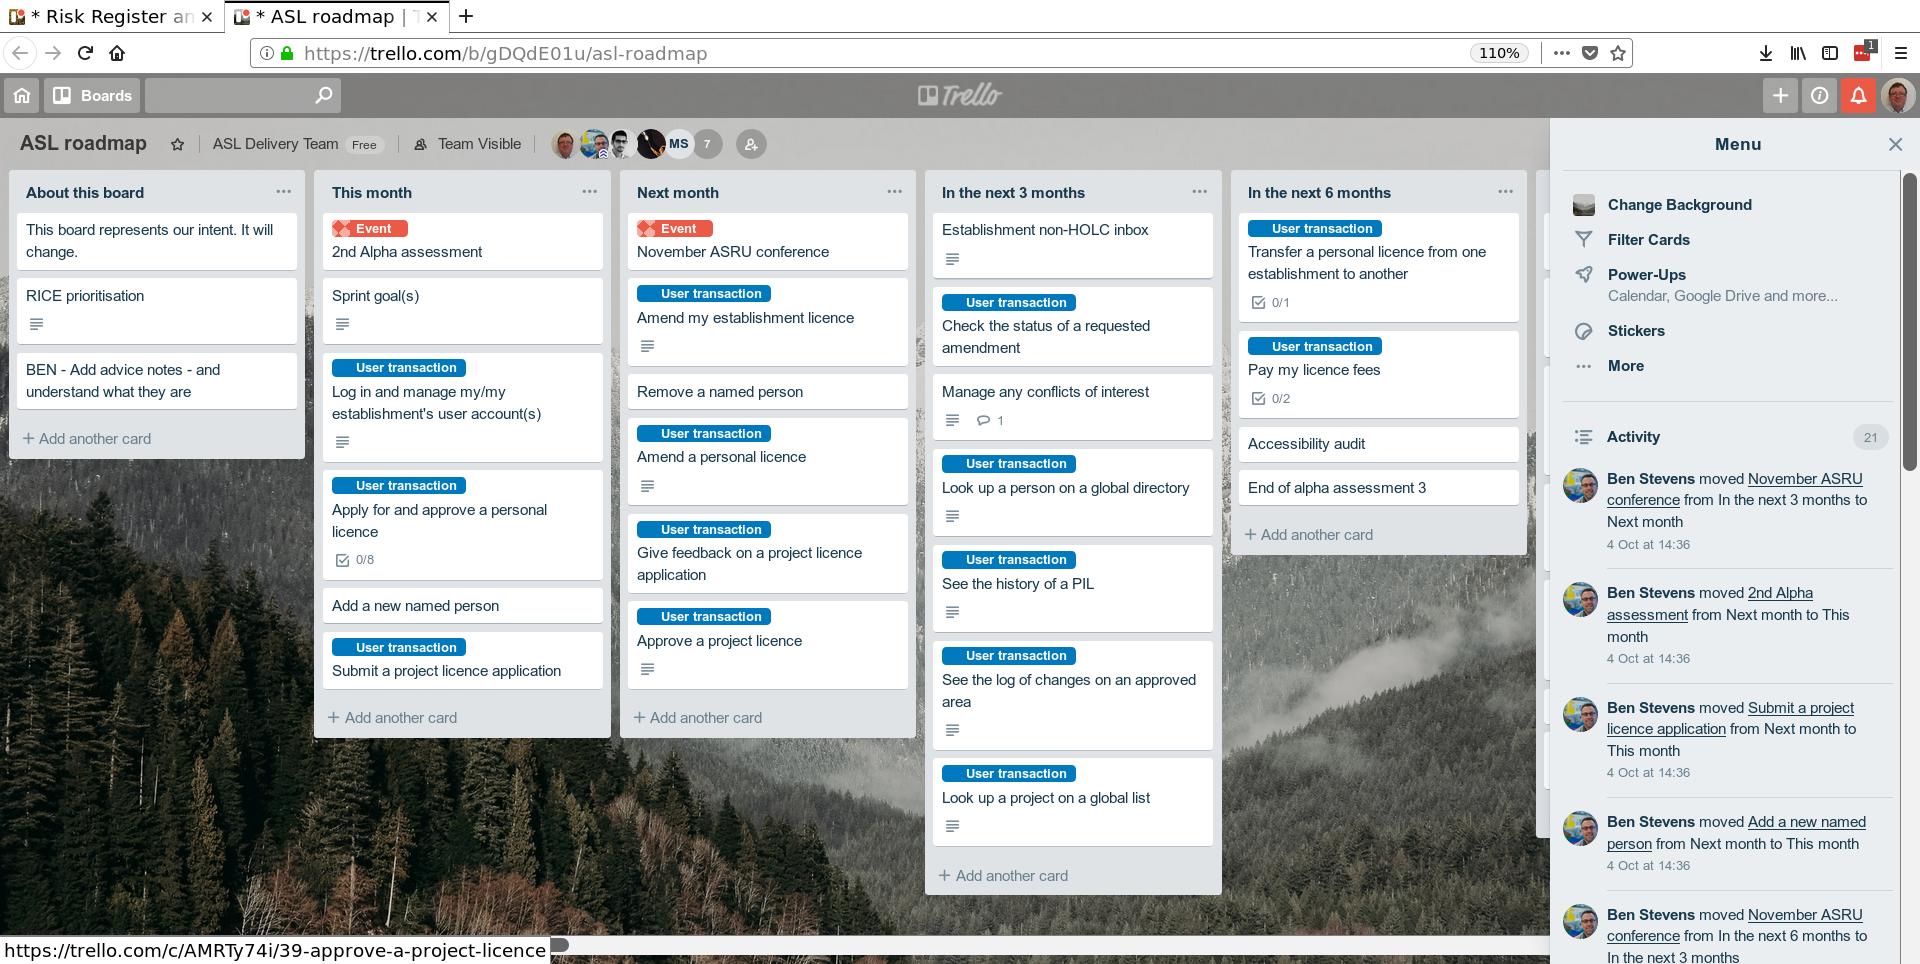 * Risk Register an
* ASL roadmap | T
https://trello.com/b/gDQdE01u/asl-roadmap
110%
1
Boards
Trello
ASL roadmap
ASL Delivery Team
Free
Team Visible
MS
7
About this board
This board represents our intent. It will
change.
RICE prioritisation
BEN - Add advice notes - and
understand what they are
+ Add another card
This month
Event
2nd Alpha assessment
Sprint goal(s)
User transaction
Log in and manage my/my
establishment's user account(s)
User transaction
Apply for and approve a personal
licence
0/8
Add a new named person
User transaction
Submit a project licence application
+ Add another card
Next month
Event
November ASRU conference
User transaction
Amend my establishment licence
Remove a named person
User transaction
Amend a personal licence
User transaction
Give feedback on a project licence
application
User transaction
Approve a project licence
+ Add another card
In the next 3 months
Establishment non-HOLC inbox
User transaction
Check the status of a requested
amendment
Manage any conflicts of interest
1
User transaction
Look up a person on a global directory
User transaction
See the history of a PIL
User transaction
See the log of changes on an approved
area
User transaction
Look up a project on a global list
+ Add another card
In the next 6 months
User transaction
Transfer a personal licence from one
establishment to another
0/1
User transaction
Pay my licence fees
0/2
Accessibility audit
End of alpha assessment 3
+ Add another card
Menu
Change Background
Filter Cards
Power-Ups
Calendar, Google Drive and more...
Stickers
More
Activity
21
Ben Stevens moved November ASRU
conference from In the next 3 months to
Next month
4 Oct at 14:36
Ben Stevens moved 2nd Alpha
assessment from Next month to This
month
4 Oct at 14:36
Ben Stevens moved Submit a project
licence application from Next month to
This month
4 Oct at 14:36
Ben Stevens moved Add a new named
person from Next month to This month
4 Oct at 14:36
Ben Stevens moved November ASRU
conference from In the next 6 months to
In the next 3 months
https://trello.com/c/AMRTy74i/39-approve-a-project-licence